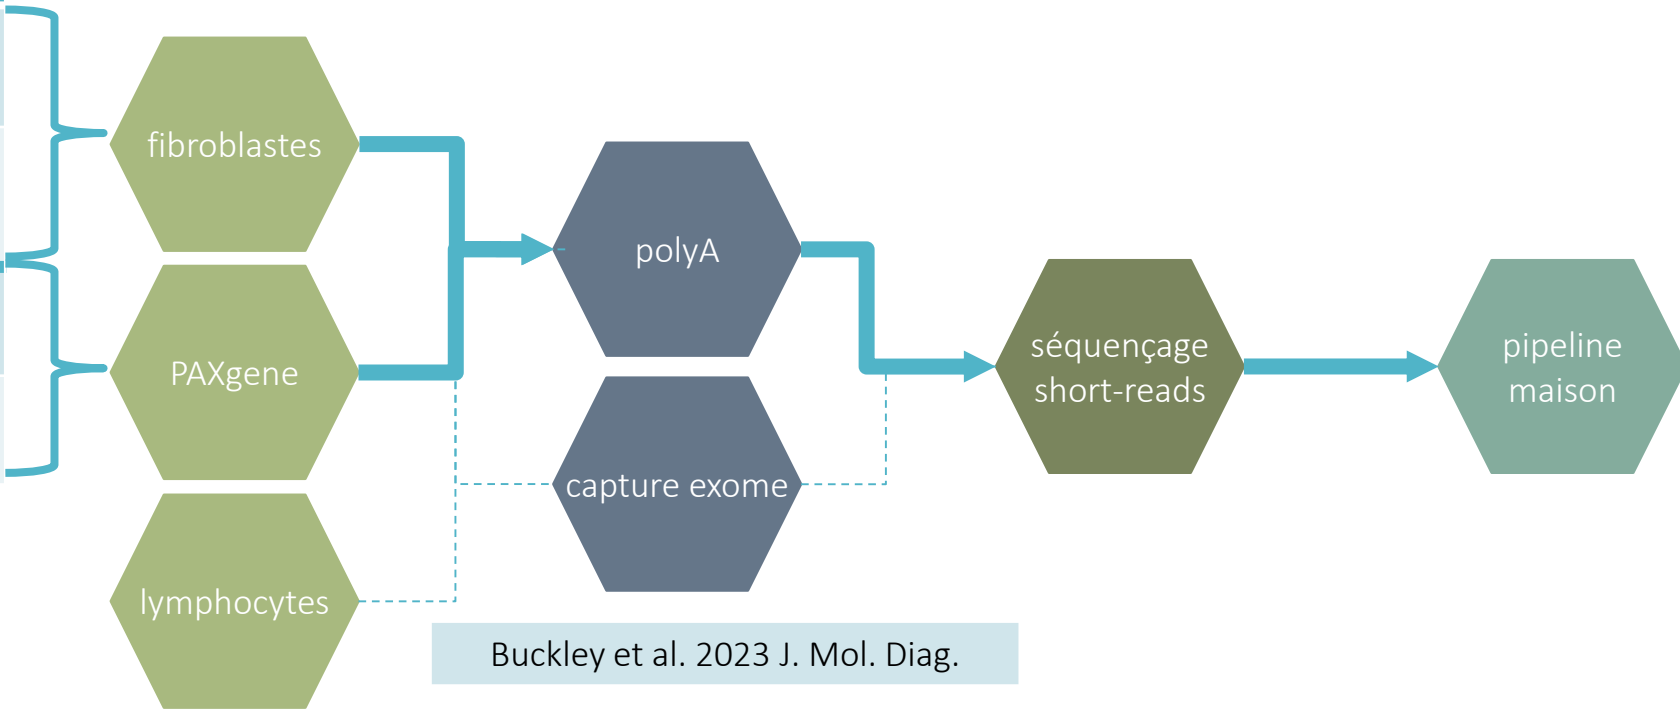 fibroblastes
PAXgene
lymphocytes
polyA
capture exome
séquençage
short-reads
pipeline
maison
Buckley et al. 2023 J. Mol. Diag.